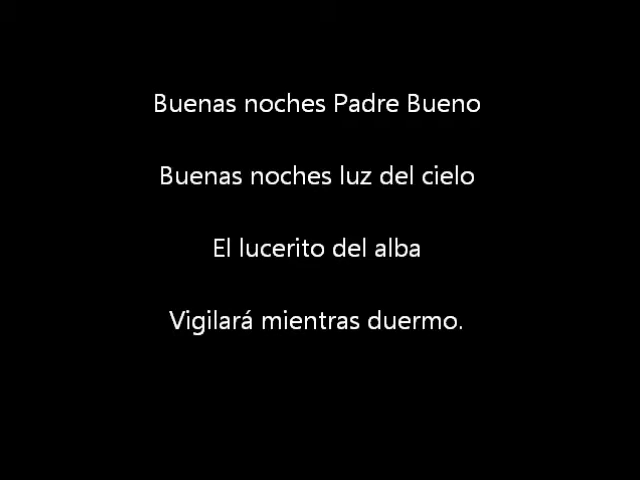 Buenas noches Padre Bueno
Buenas noches luz del cielo
El lucerito del alba
Vigilará mientras duermo.